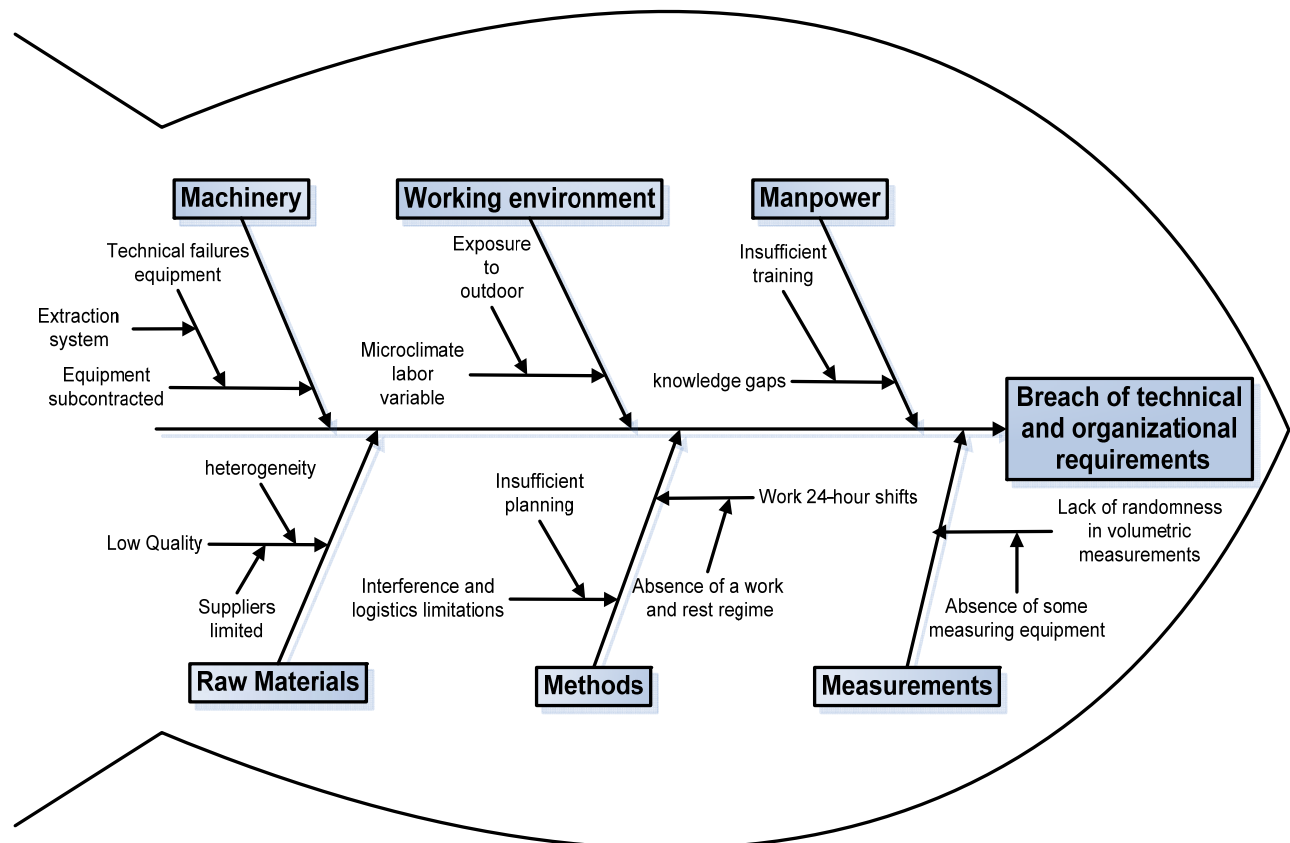 Machinery
Working environment
Manpower
Technical failures
equipment
Exposure
to
outdoor
Insufficient
training
Extraction
system
Equipment
subcontracted
Microclimate
labor
variable
knowledge gaps
Breach of technical
and organizational
requirements
heterogeneity
Low Quality
Suppliers
limited
Insufficient
planning
Work 24-hour shifts
Interference and
logistics limitations
Absence of a work
and rest regime
Lack of randomness
in volumetric
measurements
Absence of some
measuring equipment
Raw Materials
Methods
Measurements